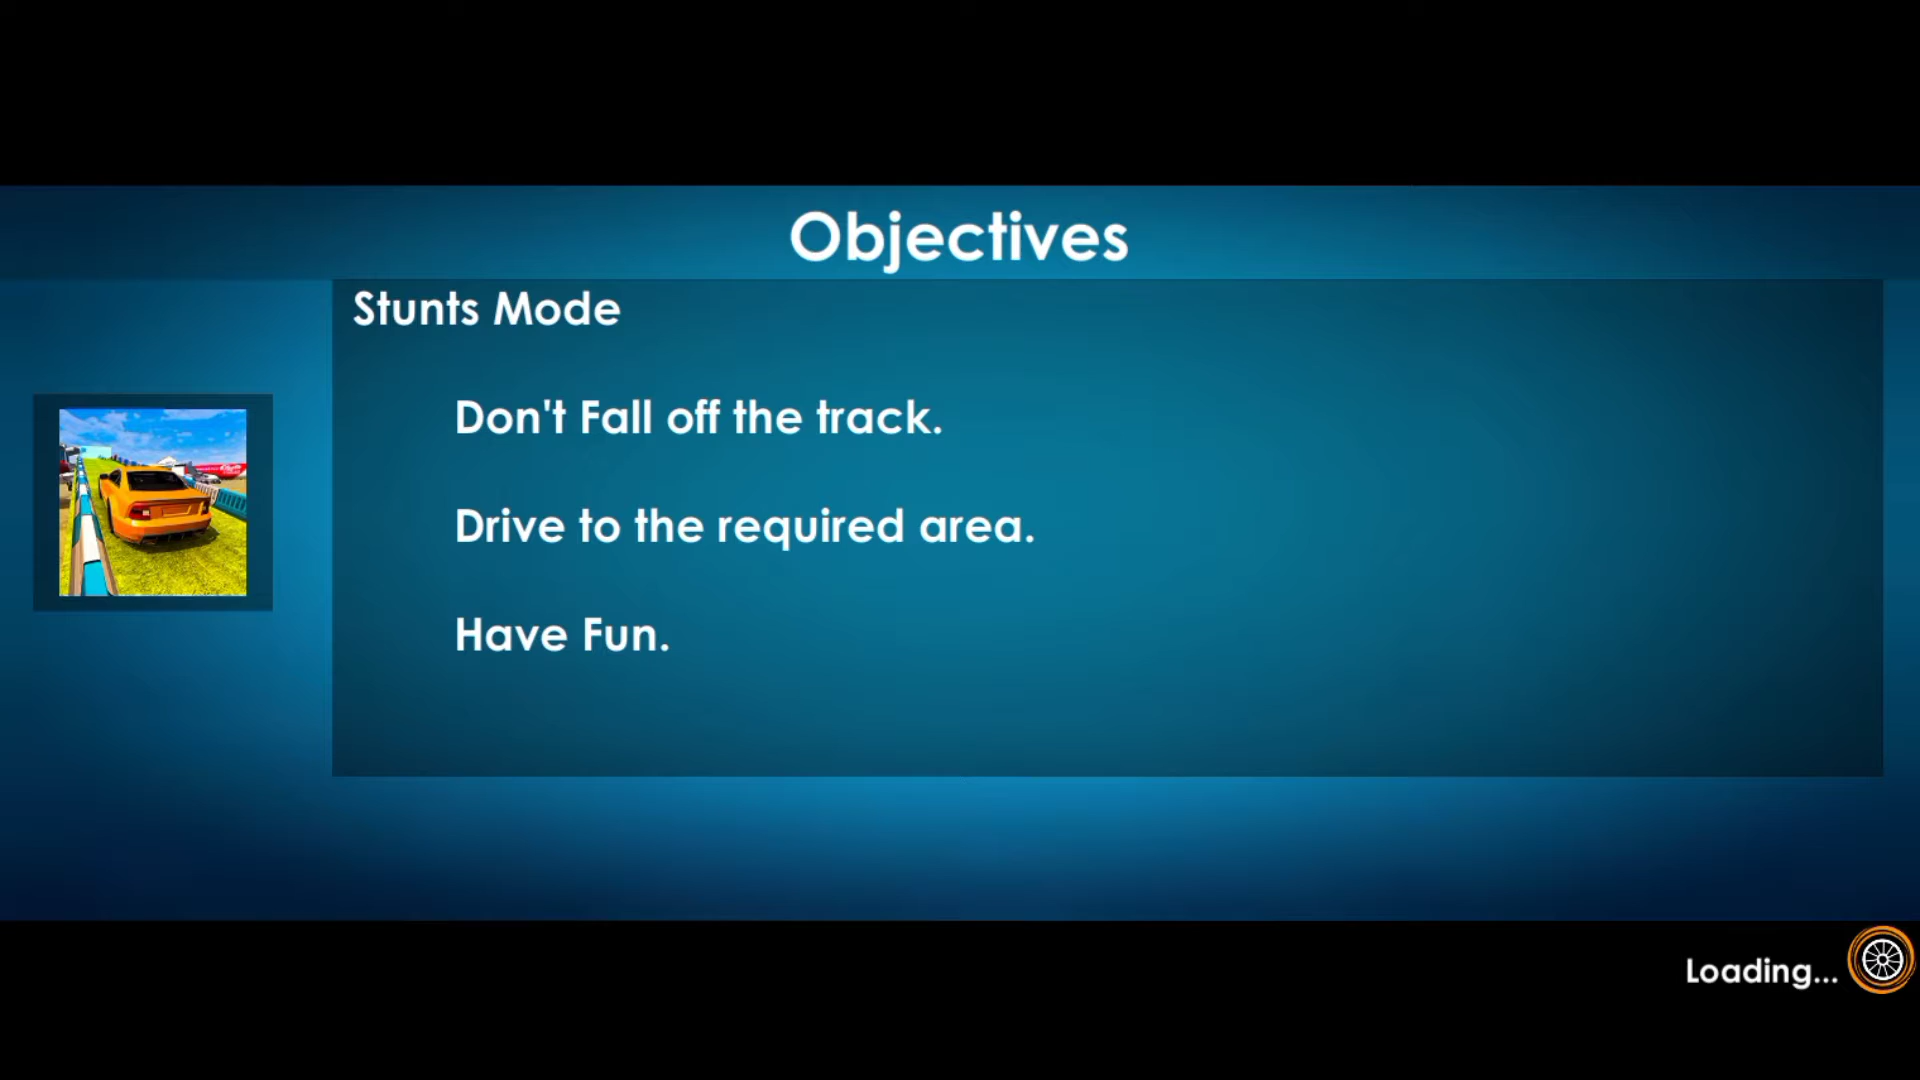 Objectives
Stunts Mode
Don't Fall off the track.
Drive to the required area.
Have Fun.
Loading...